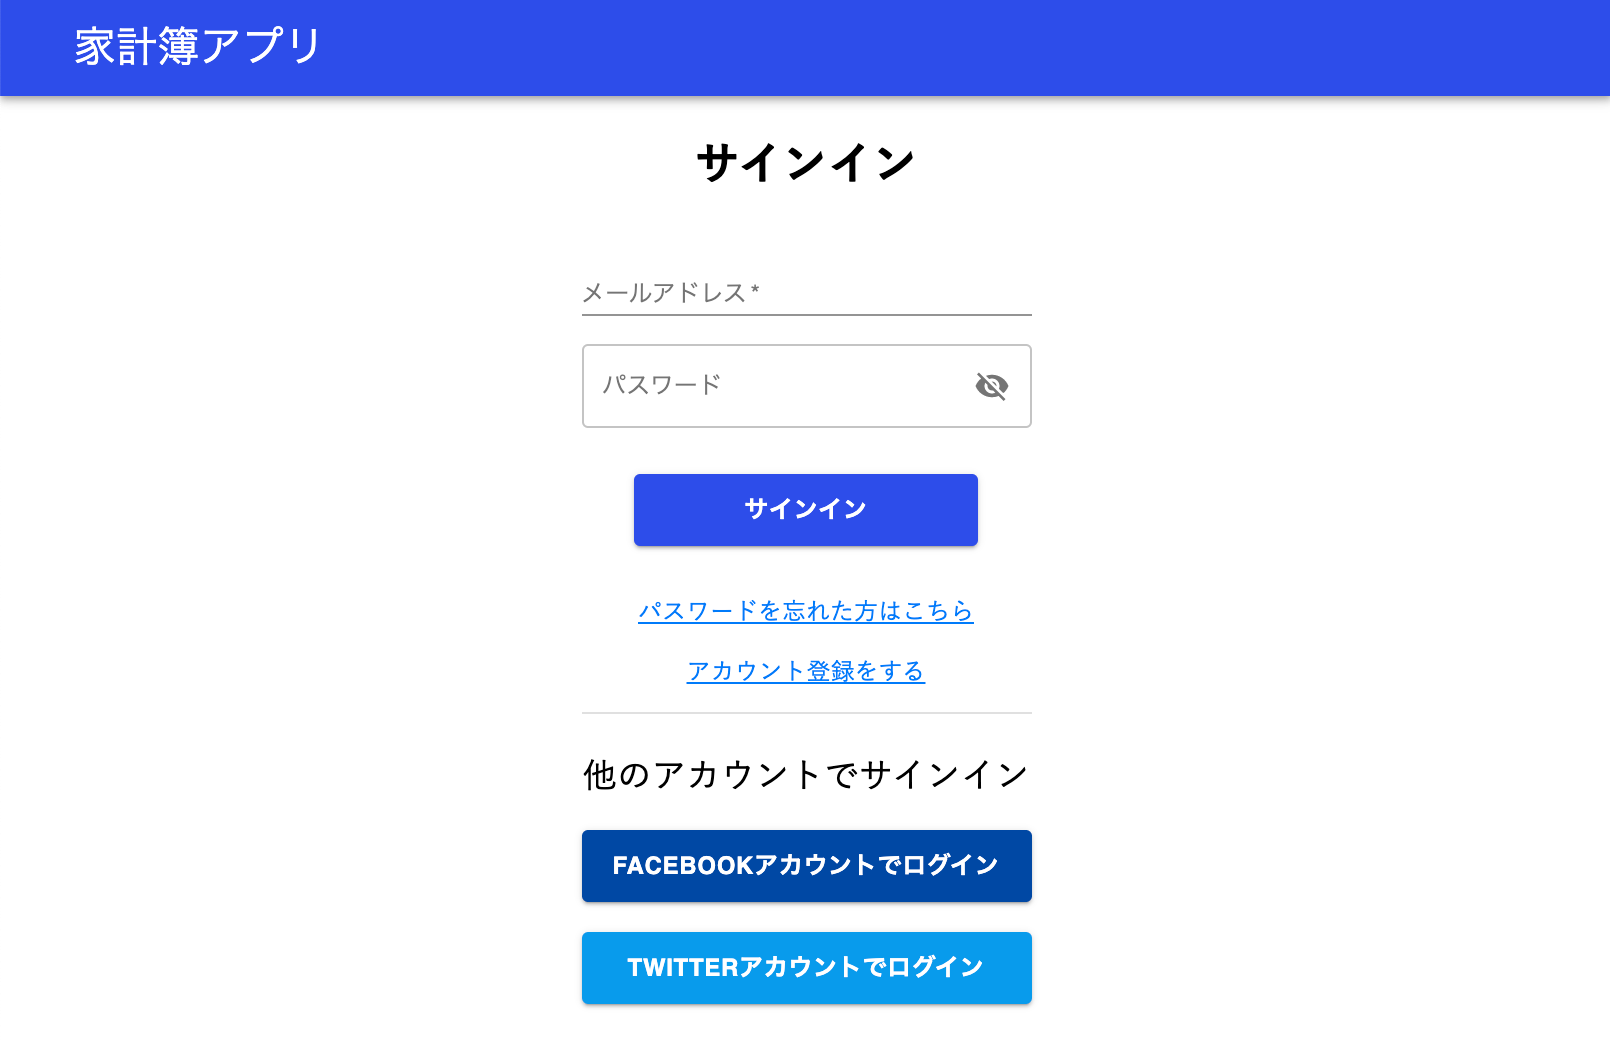 家計簿アプリ
サインイン
メールアドレス *
パスワード
サインイン
パスワードを忘れた方はこちら
アカウント登録をする
他のアカウントでサインイン
FACEBOOKアカウントでログイン
TWITTERアカウントでログイン